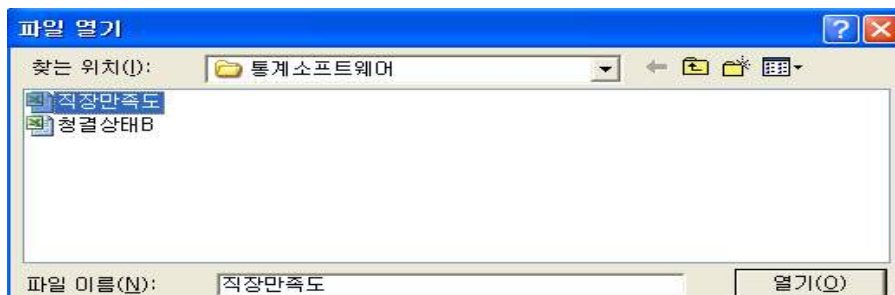 파일 열기
찾는 위치(I): 통계소프트웨어
직장만족도
청결상태B
파일 이름(N): 직장만족도 열기(O)